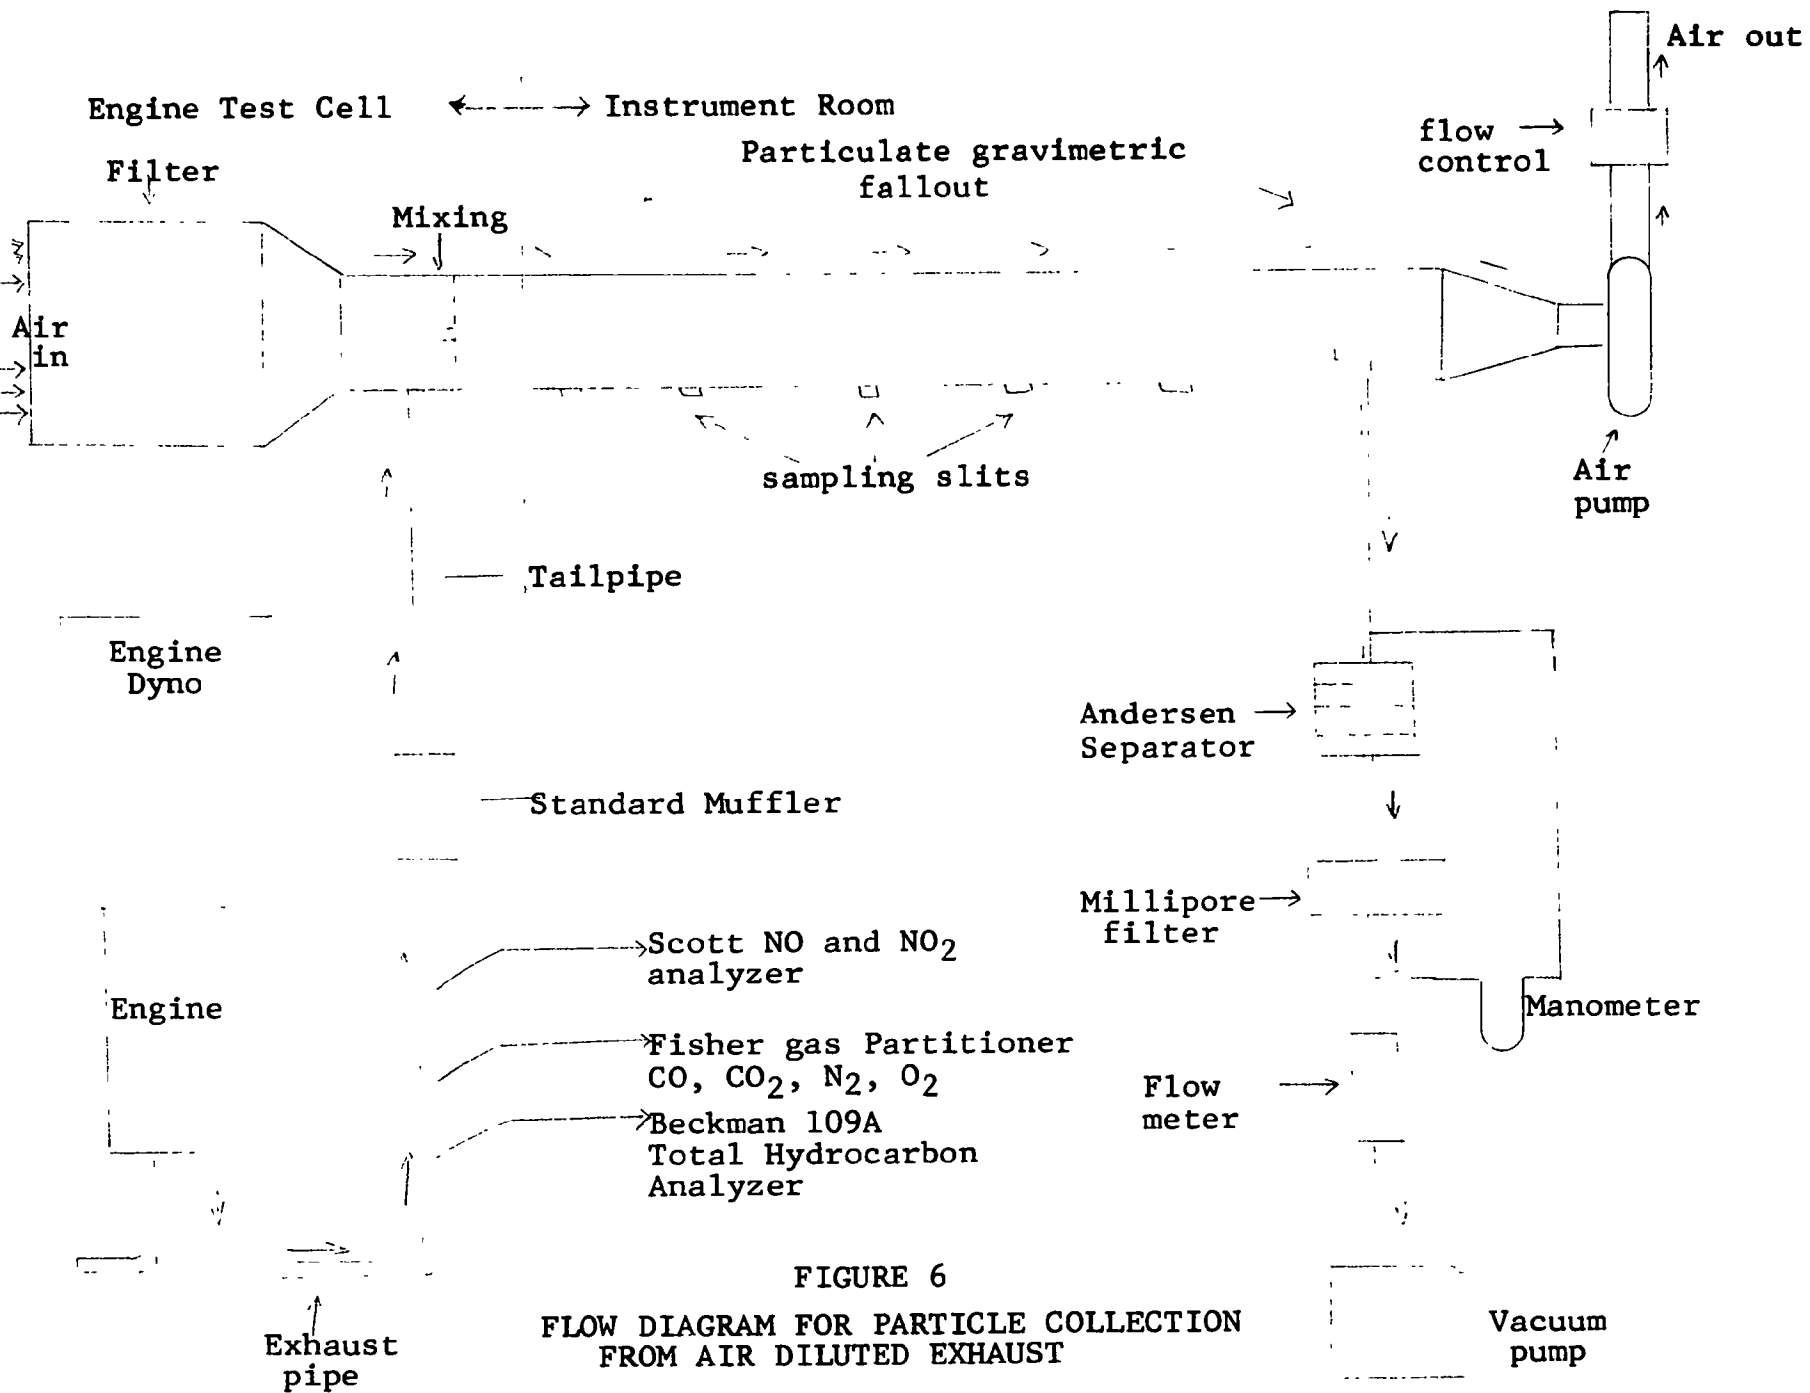 Air out
Engine Test Cell
Instrument Room
flow
control
Particulate gravimetric
fallout
Filter
Mixing
Air
in
sampling slits
Air
pump
Tailpipe
Engine
Dyno
Andersen
Separator
Standard Muffler
Millipore
filter
Scott NO and NO2
analyzer
Engine
Manometer
Fisher gas Partitioner
CO, CO2, N2, O2
Flow
meter
Beckman 109A
Total Hydrocarbon
Analyzer
Exhaust
pipe
Vacuum
pump
FIGURE 6
FLOW DIAGRAM FOR PARTICLE COLLECTION
FROM AIR DILUTED EXHAUST